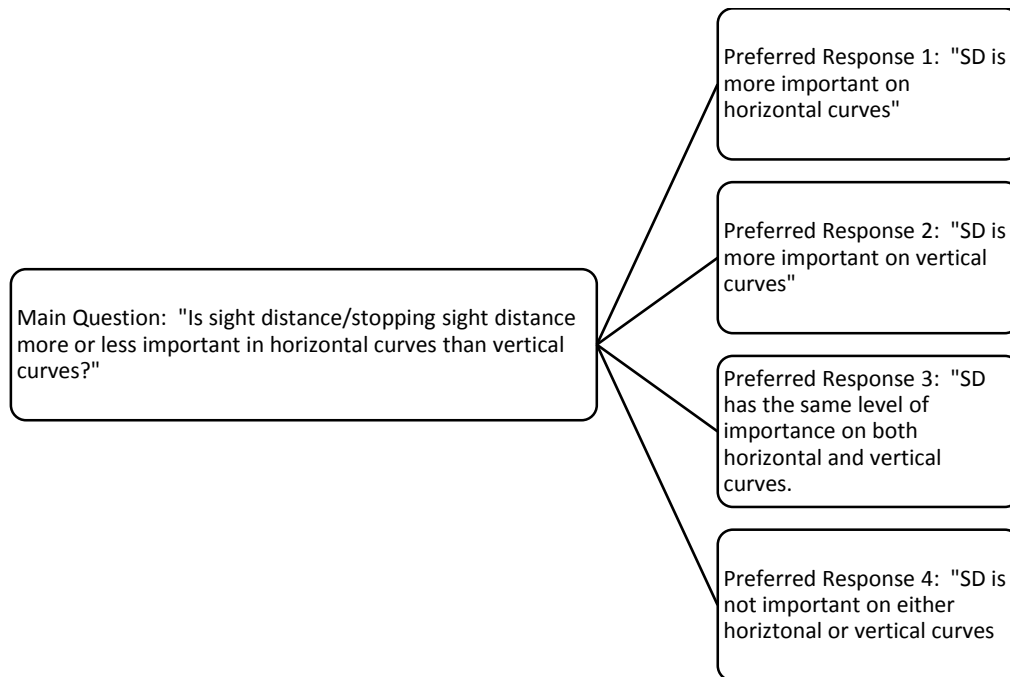 Preferred Response 1:  "SD is
more important on
horizontal curves"
Preferred Response 2:  "SD is
more important on vertical
curves"
Main Question:  "Is sight distance/stopping sight distance
more or less important in horizontal curves than vertical
curves?"
Preferred Response 3:  "SD
has the same level of
importance on both
horizontal and vertical
curves.
Preferred Response 4:  "SD is
not important on either
horiztonal or vertical curves